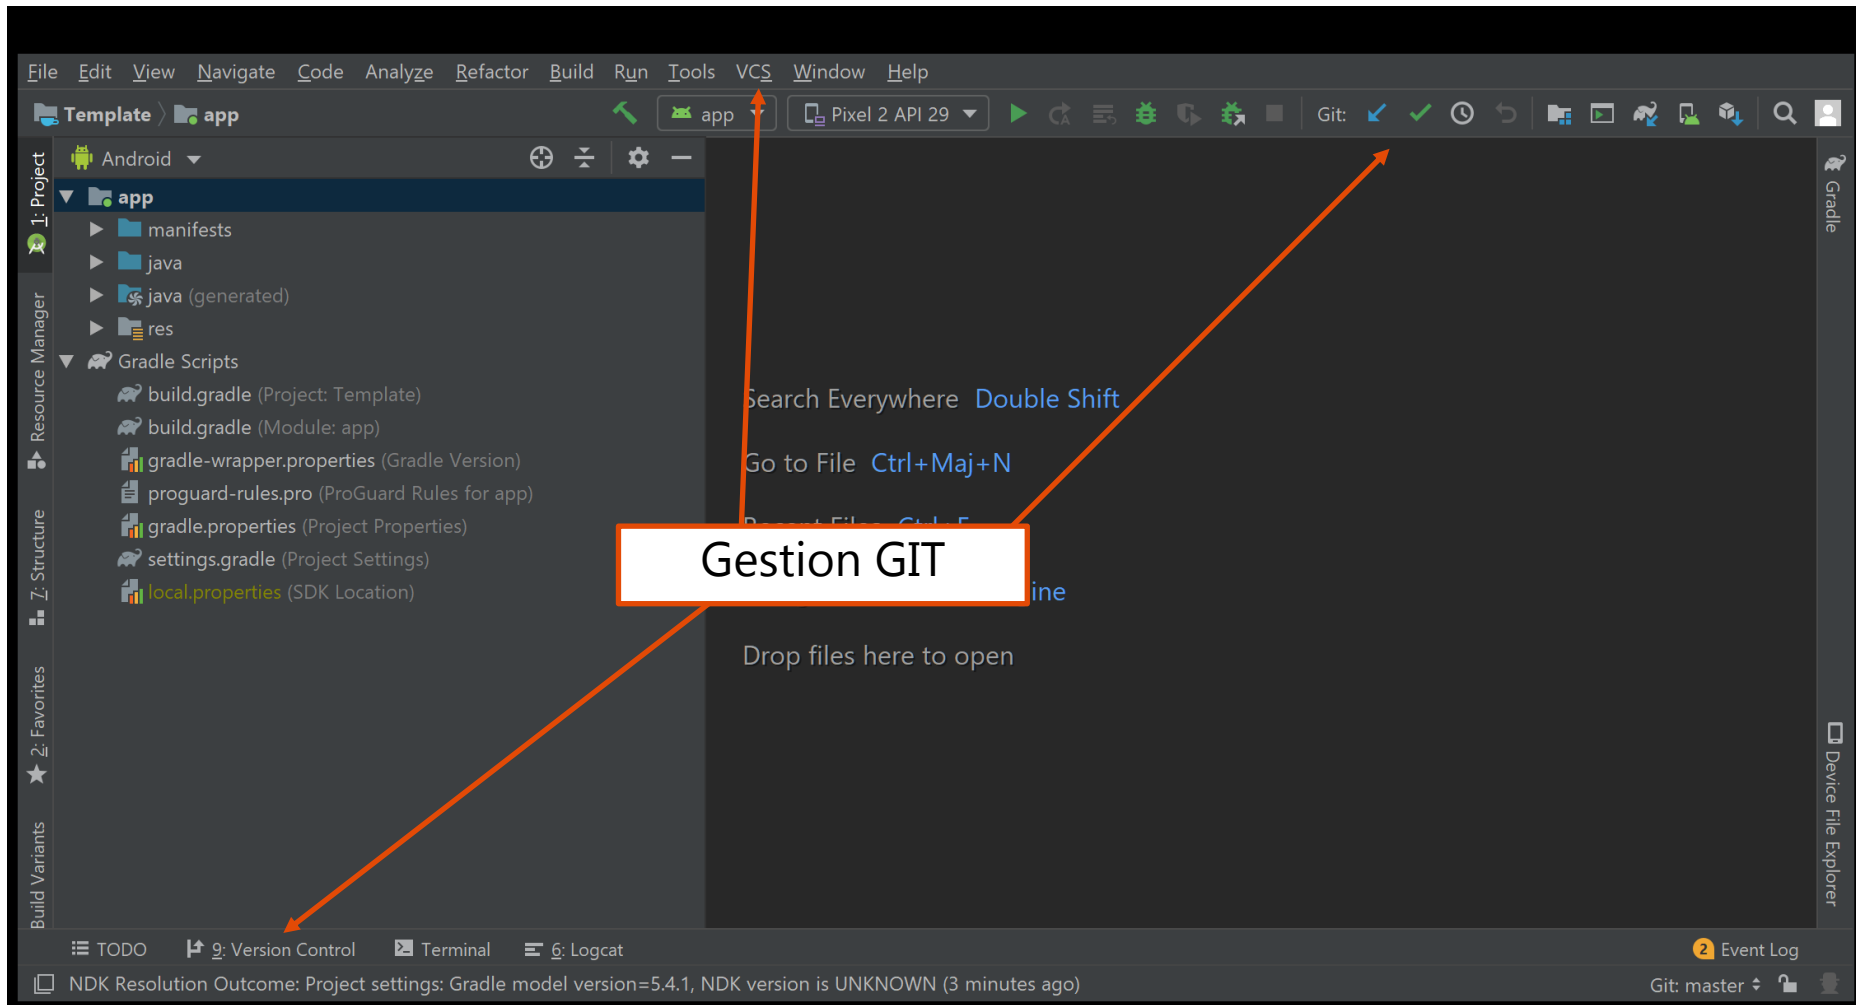 File Edit View Navigate Code Analyze Refactor Build Run Tools VCS Window Help
Template app
app
Pixel 2 API 29
Git:
1: Project
Resource Manager
7: Structure
2: Favorites
Build Variants
Android
app
manifests
java
java (generated)
res
Gradle Scripts
build.gradle (Project: Template)
build.gradle (Module: app)
gradle-wrapper.properties (Gradle Version)
proguard-rules.pro (ProGuard Rules for app)
gradle.properties (Project Properties)
settings.gradle (Project Settings)
local.properties (SDK Location)
Search Everywhere Double Shift
Go to File Ctrl+Maj+N
Gestion GIT
ine
Drop files here to open
Gradle
Device File Explorer
TODO 9: Version Control Terminal 6: Logcat
2 Event Log
NDK Resolution Outcome: Project settings: Gradle model version=5.4.1, NDK version is UNKNOWN (3 minutes ago)
Git: master